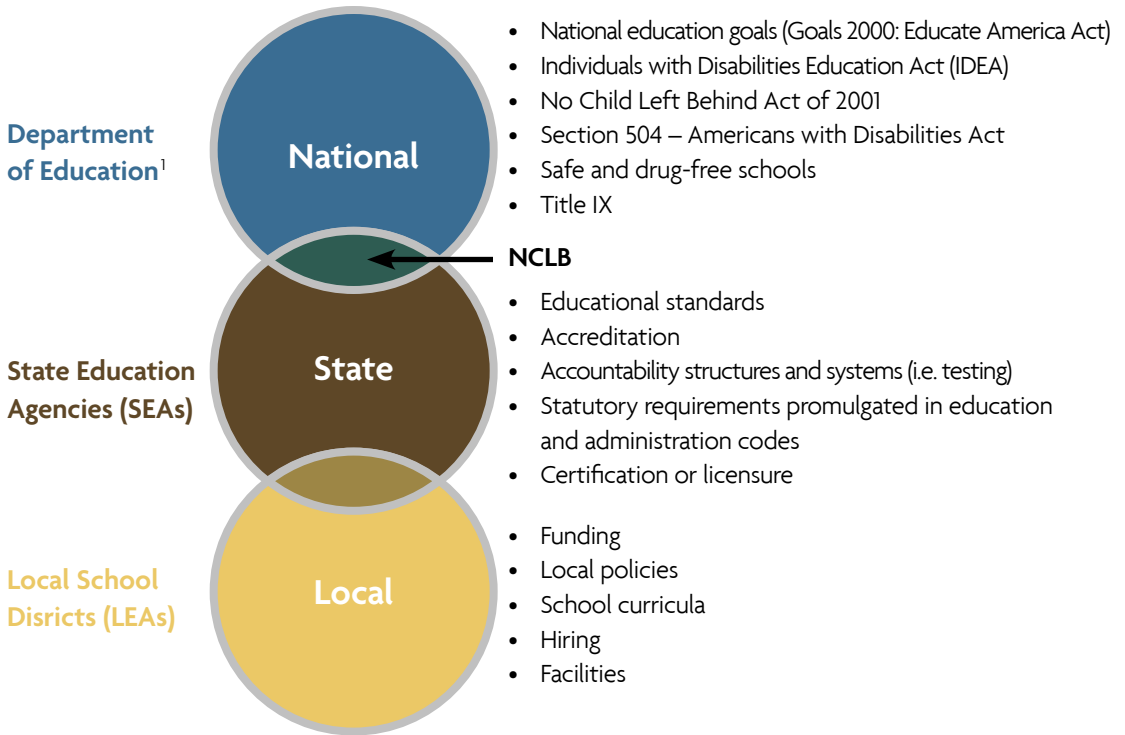 Department
of Education1
National
• National education goals (Goals 2000: Educate America Act)
• Individuals with Disabilities Education Act (IDEA)
• No Child Left Behind Act of 2001
• Section 504 – Americans with Disabilities Act
• Safe and drug-free schools
• Title IX
NCLB
State Education
Agencies (SEAs)
State
• Educational standards
• Accreditation
• Accountability structures and systems (i.e. testing)
• Statutory requirements promulgated in education
and administration codes
• Certification or licensure
Local School
Disricts (LEAs)
Local
• Funding
• Local policies
• School curricula
• Hiring
• Facilities